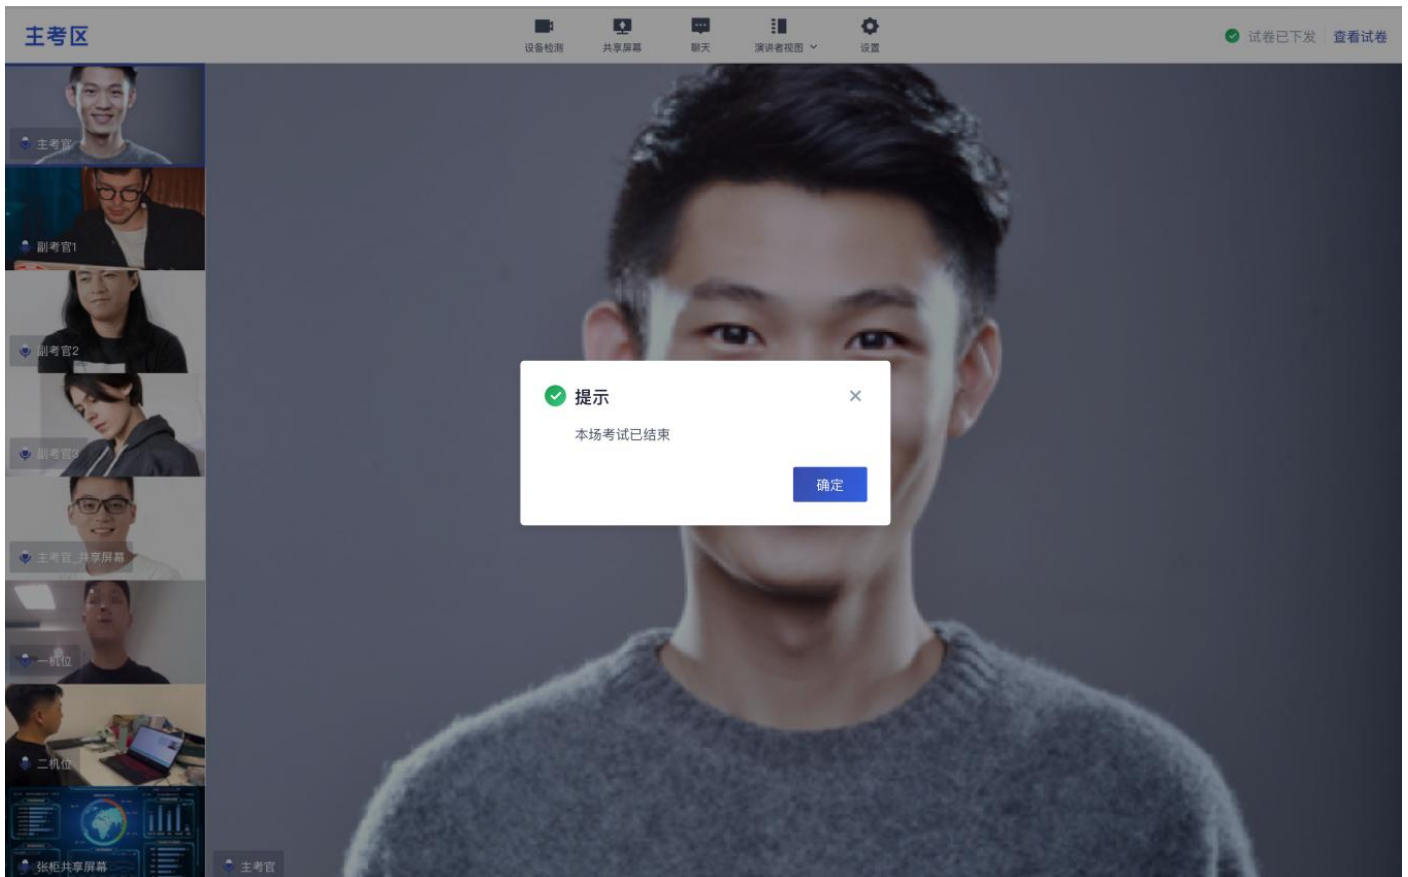 主考区
设备检测
共享屏幕
聊天
演讲者视图
设置
试卷已下发
查看试卷
主考官
副考官1
副考官2
副考官3
主考官_共享屏幕
一机位
二机位
张柜共享屏幕
提示
本场考试已结束
确定
主考官